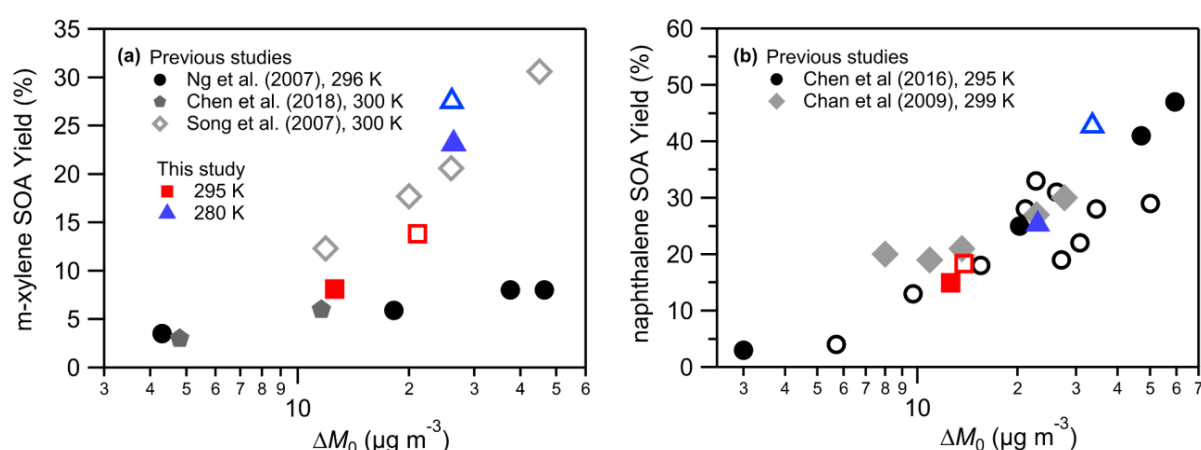 35
30
25
20
15
10
5
0
m-xylene SOA Yield (%)
(a) Previous studies
Ng et al. (2007), 296 K
Chen et al. (2018), 300 K
Song et al. (2007), 300 K
This study
295 K
280 K
3 4 5 6 7 8 9 10 2 3 4 5 6
ΔM0 (µg m-3)
60
50
40
30
20
10
0
naphthalene SOA Yield (%)
(b) Previous studies
Chen et al (2016), 295 K
Chan et al (2009), 299 K
3 4 5 6 7 8 9 10 2 3 4 5 6 7
ΔM0 (µg m-3)